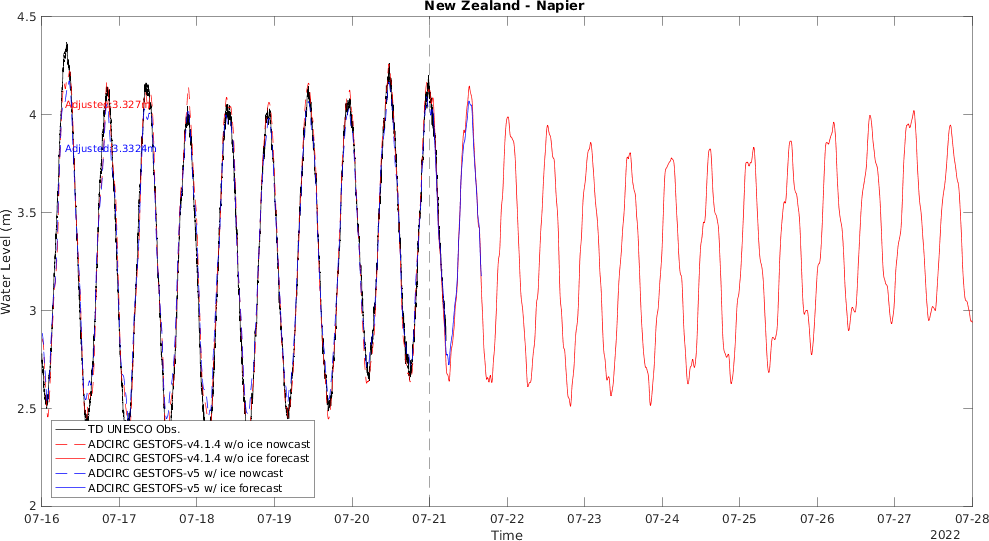 New Zealand - Napier
4.5
4
3.5
3
2.5
2
Water Level (m)
Adjusted:3.327m
Adjusted:3.3324m
TD UNESCO Obs.
ADCIRC GESTOFS-v4.1.4 w/o ice nowcast
ADCIRC GESTOFS-v4.1.4 w/o ice forecast
ADCIRC GESTOFS-v5 w/ ice nowcast
ADCIRC GESTOFS-v5 w/ ice forecast
07-16 07-17 07-18 07-19 07-20 07-21 07-22 07-23 07-24 07-25 07-26 07-27 07-28
Time
2022